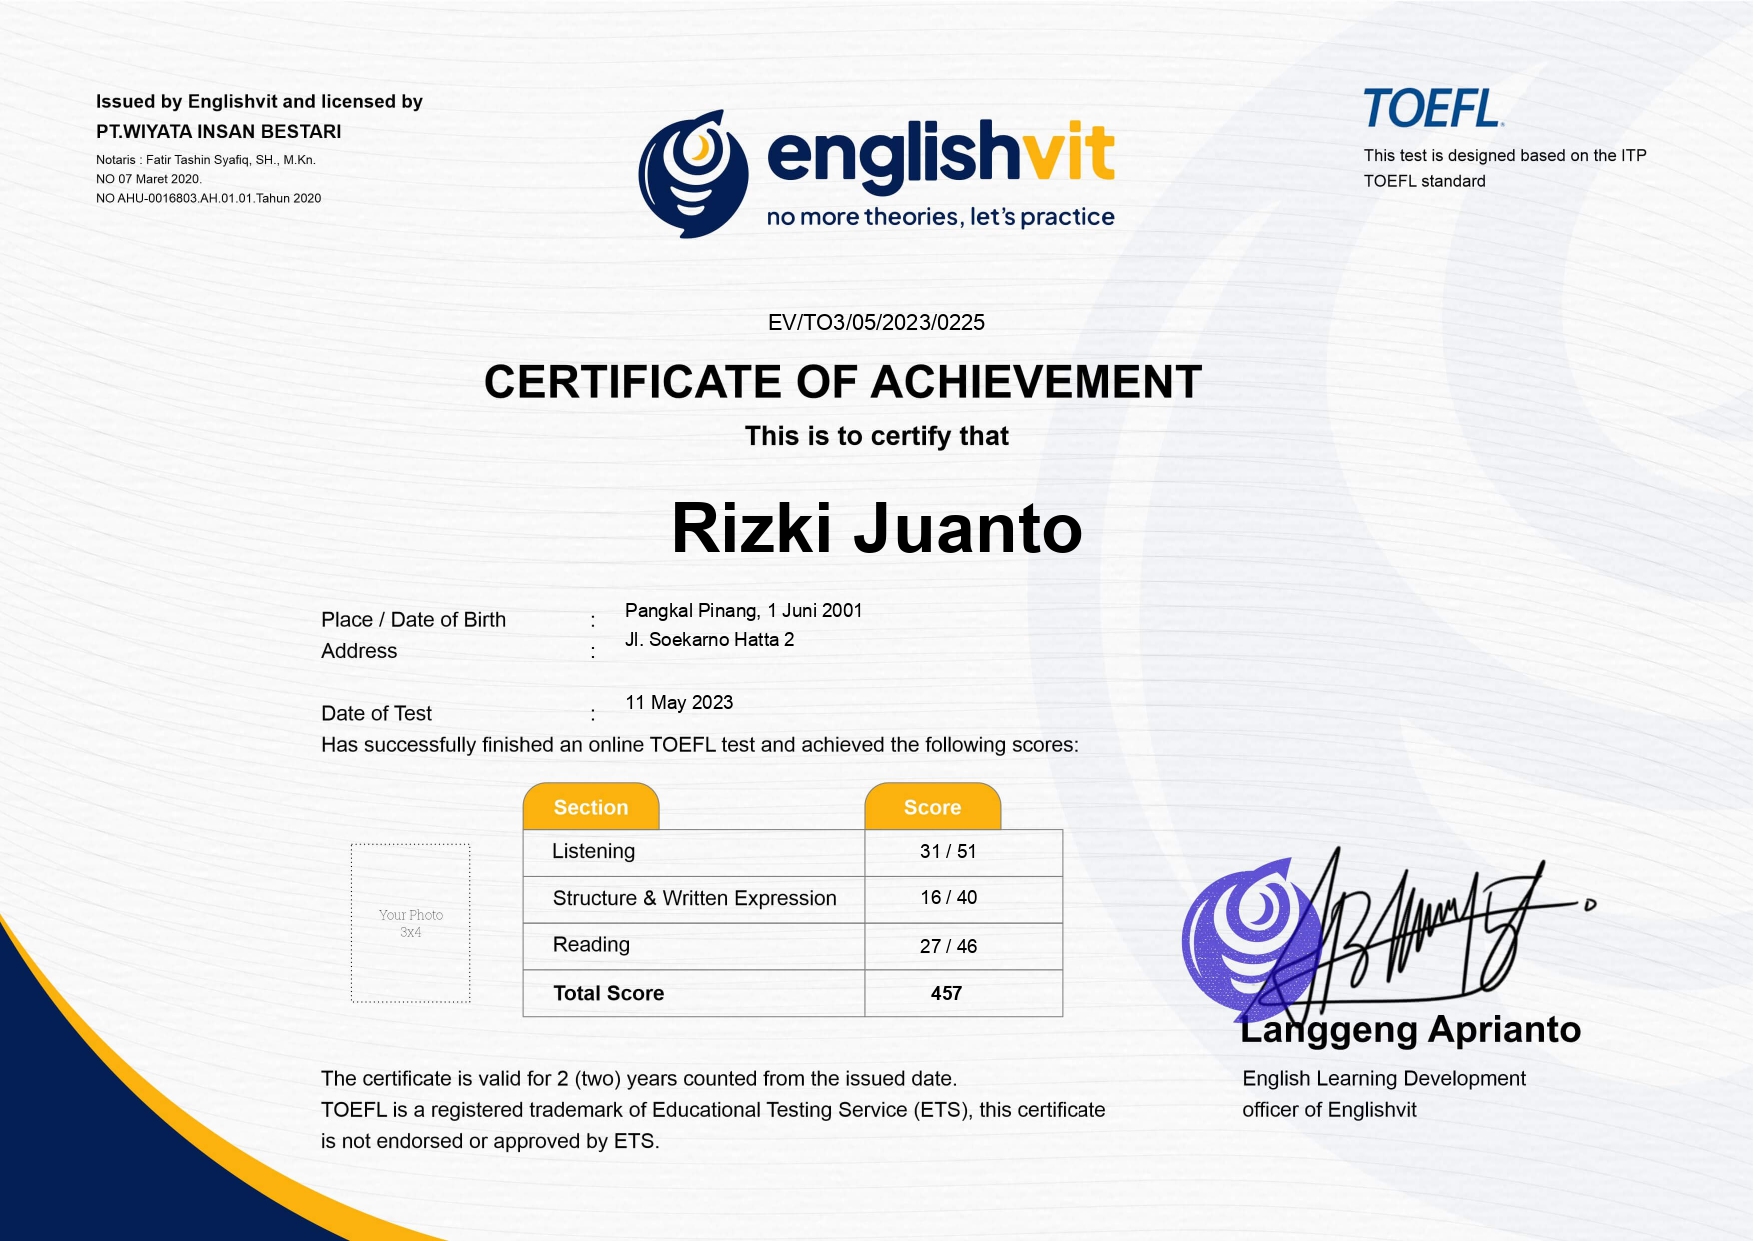 Issued by Englishvit and licensed by
PT.WIYATA INSAN BESTARI
Notaris : Fatir Tashin Syafiq, SH., M.Kn.
NO 07 Maret 2020.
NO AHU-0016803.AH.01.01.Tahun 2020
englishvit
no more theories, let's practice
TOEFL
This test is designed based on the ITP
TOEFL standard
EV/TO3/05/2023/0225
CERTIFICATE OF ACHIEVEMENT
This is to certify that
Rizki Juanto
Place / Date of Birth : Pangkal Pinang, 1 Juni 2001
Address : Jl. Soekarno Hatta 2
Date of Test : 11 May 2023
Has successfully finished an online TOEFL test and achieved the following scores:
Section Score
Listening 31 / 51
Structure & Written Expression 16 / 40
Reading 27 / 46
Total Score 457
Your Photo
3x4
Langgeng Aprianto
English Learning Development
officer of Englishvit
The certificate is valid for 2 (two) years counted from the issued date.
TOEFL is a registered trademark of Educational Testing Service (ETS), this certificate
is not endorsed or approved by ETS.